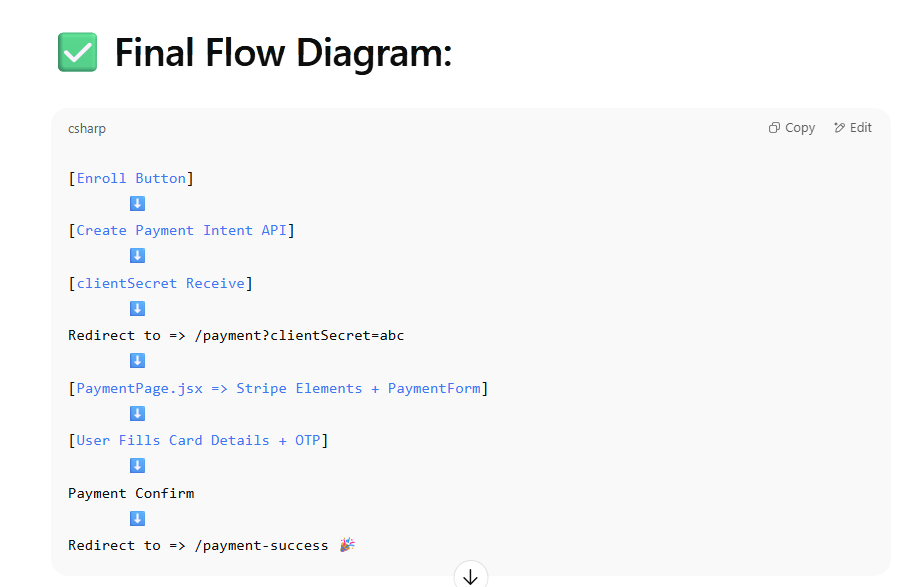 ✅ Final Flow Diagram:
csharp
Copy Edit
[Enroll Button]
⬇️
[Create Payment Intent API]
⬇️
[clientSecret Receive]
⬇️
Redirect to => /payment?clientSecret=abc
⬇️
[PaymentPage.jsx => Stripe Elements + PaymentForm]
⬇️
[User Fills Card Details + OTP]
⬇️
Payment Confirm
⬇️
Redirect to => /payment-success 🎉